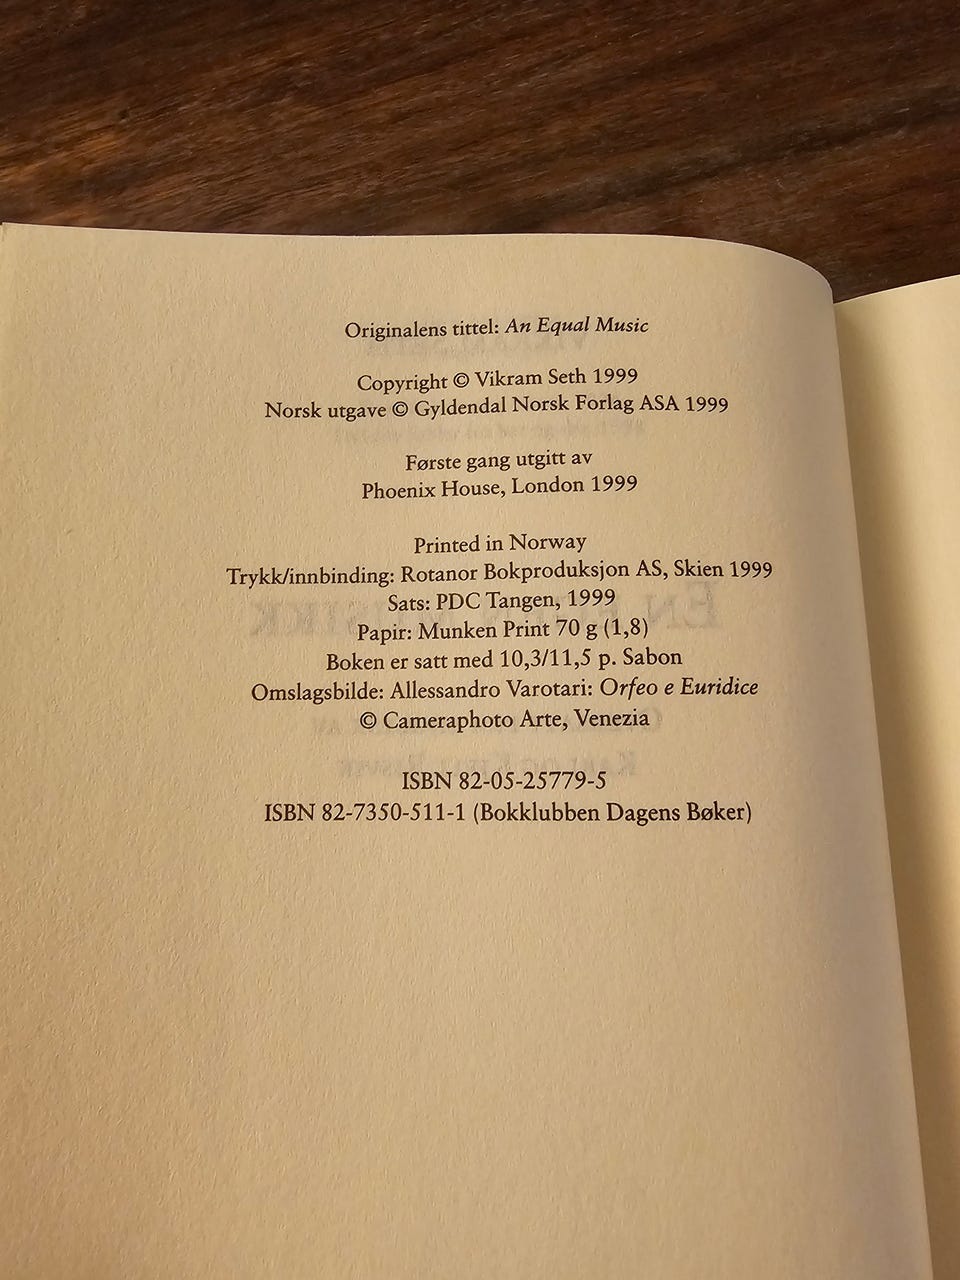 Originalens tittel: An Equal Music
Copyright © Vikram Seth 1999
Norsk utgave © Gyldendal Norsk Forlag ASA 1999
Første gang utgitt av
Phoenix House, London 1999
Printed in Norway
Trykk/innbinding: Rotanor Bokproduksjon AS, Skien 1999
Sats: PDC Tangen, 1999
Papir: Munken Print 70 g (1,8)
Boken er satt med 10,3/11,5 p. Sabon
Omslagsbilde: Allessandro Varotari: Orfeo e Euridice
© Cameraphoto Arte, Venezia
ISBN 82-05-25779-5
ISBN 82-7350-511-1 (Bokklubben Dagens Bøker)